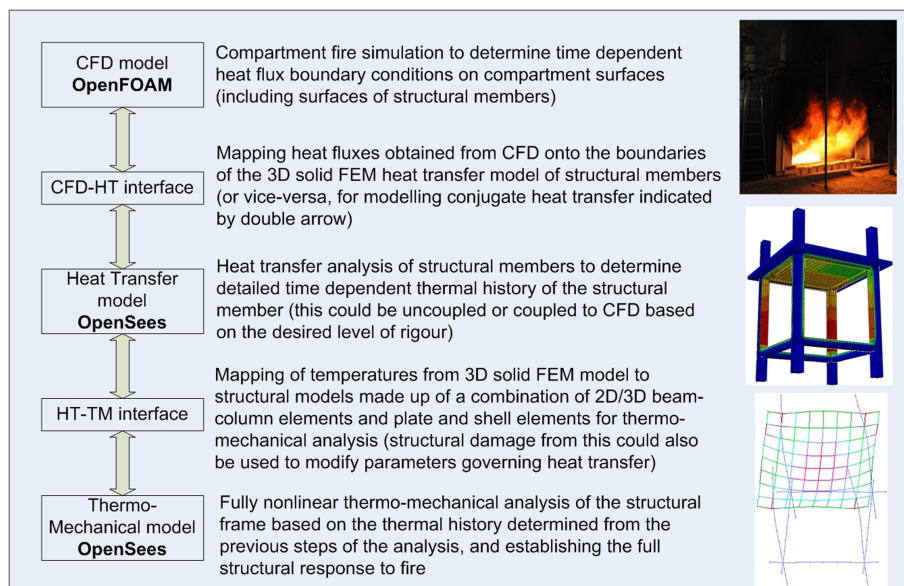 CFD model
OpenFOAM
Compartment fire simulation to determine time dependent
heat flux boundary conditions on compartment surfaces
(including surfaces of structural members)
CFD-HT interface
Mapping heat fluxes obtained from CFD onto the boundaries
of the 3D solid FEM heat transfer model of structural members
(or vice-versa, for modelling conjugate heat transfer indicated
by double arrow)
Heat Transfer
model
OpenSees
Heat transfer analysis of structural members to determine
detailed time dependent thermal history of the structural
member (this could be uncoupled or coupled to CFD based
on the desired level of rigour)
HT-TM interface
Mapping of temperatures from 3D solid FEM model to
structural models made up of a combination of 2D/3D beam-
column elements and plate and shell elements for thermo-
mechanical analysis (structural damage from this could also
be used to modify parameters governing heat transfer)
Thermo-
Mechanical model
OpenSees
Fully nonlinear thermo-mechanical analysis of the structural
frame based on the thermal history determined from the
previous steps of the analysis, and establishing the full
structural response to fire